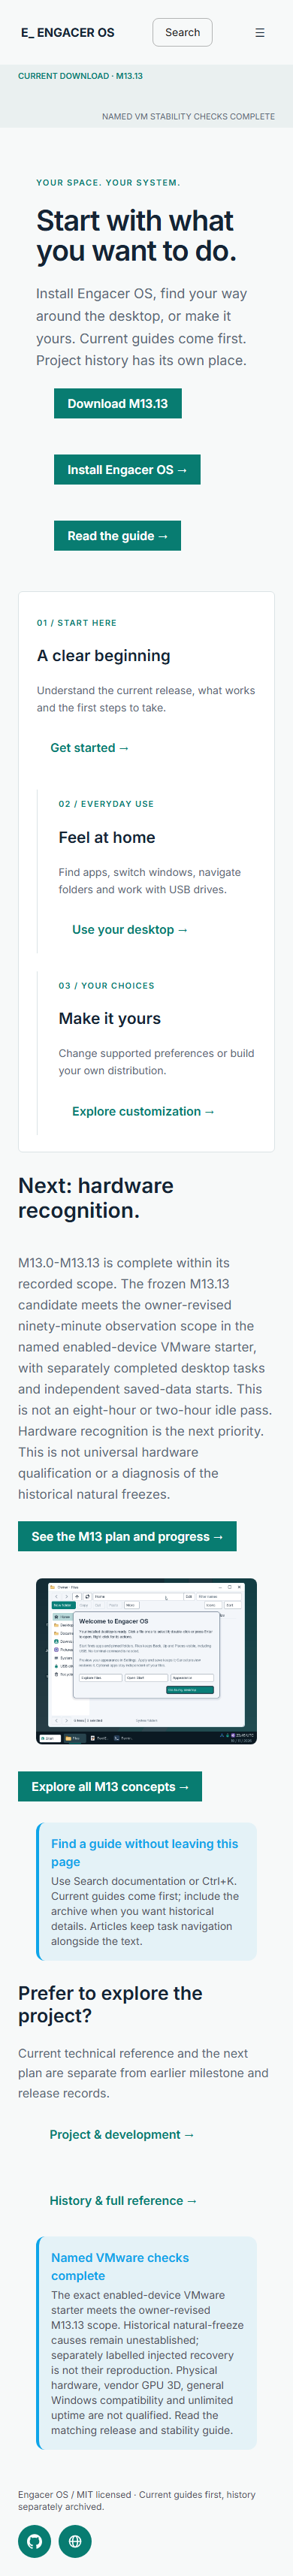 E_ ENGACER OS
Search
CURRENT DOWNLOAD · M13.13
NAMED VM STABILITY CHECKS COMPLETE
YOUR SPACE. YOUR SYSTEM.
Start with what
you want to do.
Install Engacer OS, find your way
around the desktop, or make it
yours. Current guides come first.
Project history has its own place.
Download M13.13
Install Engacer OS →
Read the guide →
01 / START HERE
A clear beginning
Understand the current release, what works
and the first steps to take.
Get started →
02 / EVERYDAY USE
Feel at home
Find apps, switch windows, navigate
folders and work with USB drives.
Use your desktop →
03 / YOUR CHOICES
Make it yours
Change supported preferences or build
your own distribution.
Explore customization →
Next: hardware
recognition.
M13.0-M13.13 is complete within its
recorded scope. The frozen M13.13
candidate meets the owner-revised
ninety-minute observation scope in the
named enabled-device VMware starter,
with separately completed desktop tasks
and independent saved-data starts. This
is not an eight-hour or two-hour idle pass.
Hardware recognition is the next priority.
This is not universal hardware
qualification or a diagnosis of the
historical natural freezes.
See the M13 plan and progress →
Welcome to Engacer OS
Explore all M13 concepts →
Find a guide without leaving this
page
Use Search documentation or Ctrl+K.
Current guides come first; include the
archive when you want historical
details. Articles keep task navigation
alongside the text.
Prefer to explore the
project?
Current technical reference and the next
plan are separate from earlier milestone and
release records.
Project & development →
History & full reference →
Named VMware checks
complete
The exact enabled-device VMware
starter meets the owner-revised
M13.13 scope. Historical natural-freeze
causes remain unestablished;
separately labelled injected recovery
is not their reproduction. Physical
hardware, vendor GPU 3D, general
Windows compatibility and unlimited
uptime are not qualified. Read the
matching release and stability guide.
Engacer OS / MIT licensed · Current guides first, history
separately archived.